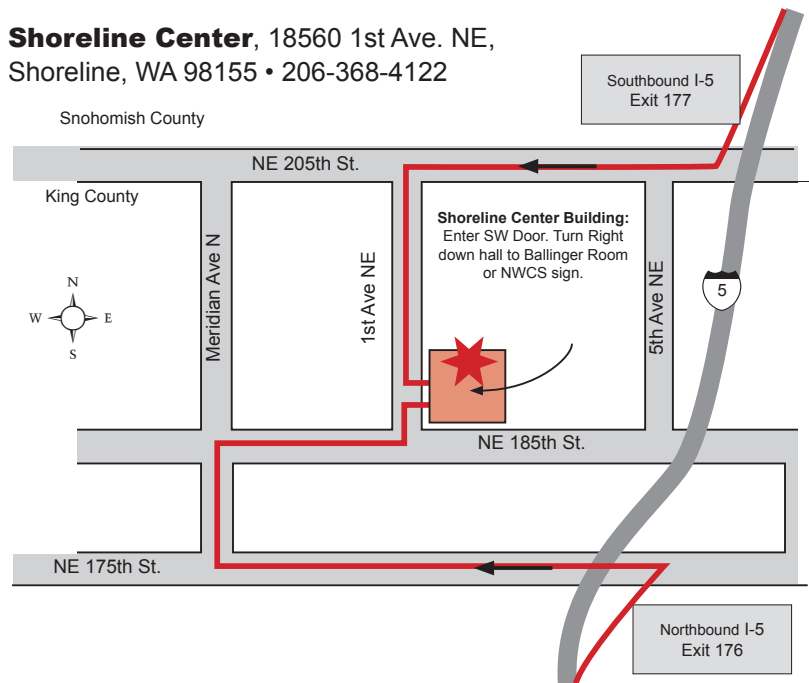 Shoreline Center, 18560 1st Ave. NE,
Shoreline, WA 98155 • 206-368-4122
Southbound I-5
Exit 177
Snohomish County
NE 205th St.
King County
Shoreline Center Building:
Enter SW Door. Turn Right
down hall to Ballinger Room
or NWCS sign.
Meridian Ave N
1st Ave NE
5th Ave NE
5
N
W E
S
NE 185th St.
NE 175th St.
Northbound I-5
Exit 176